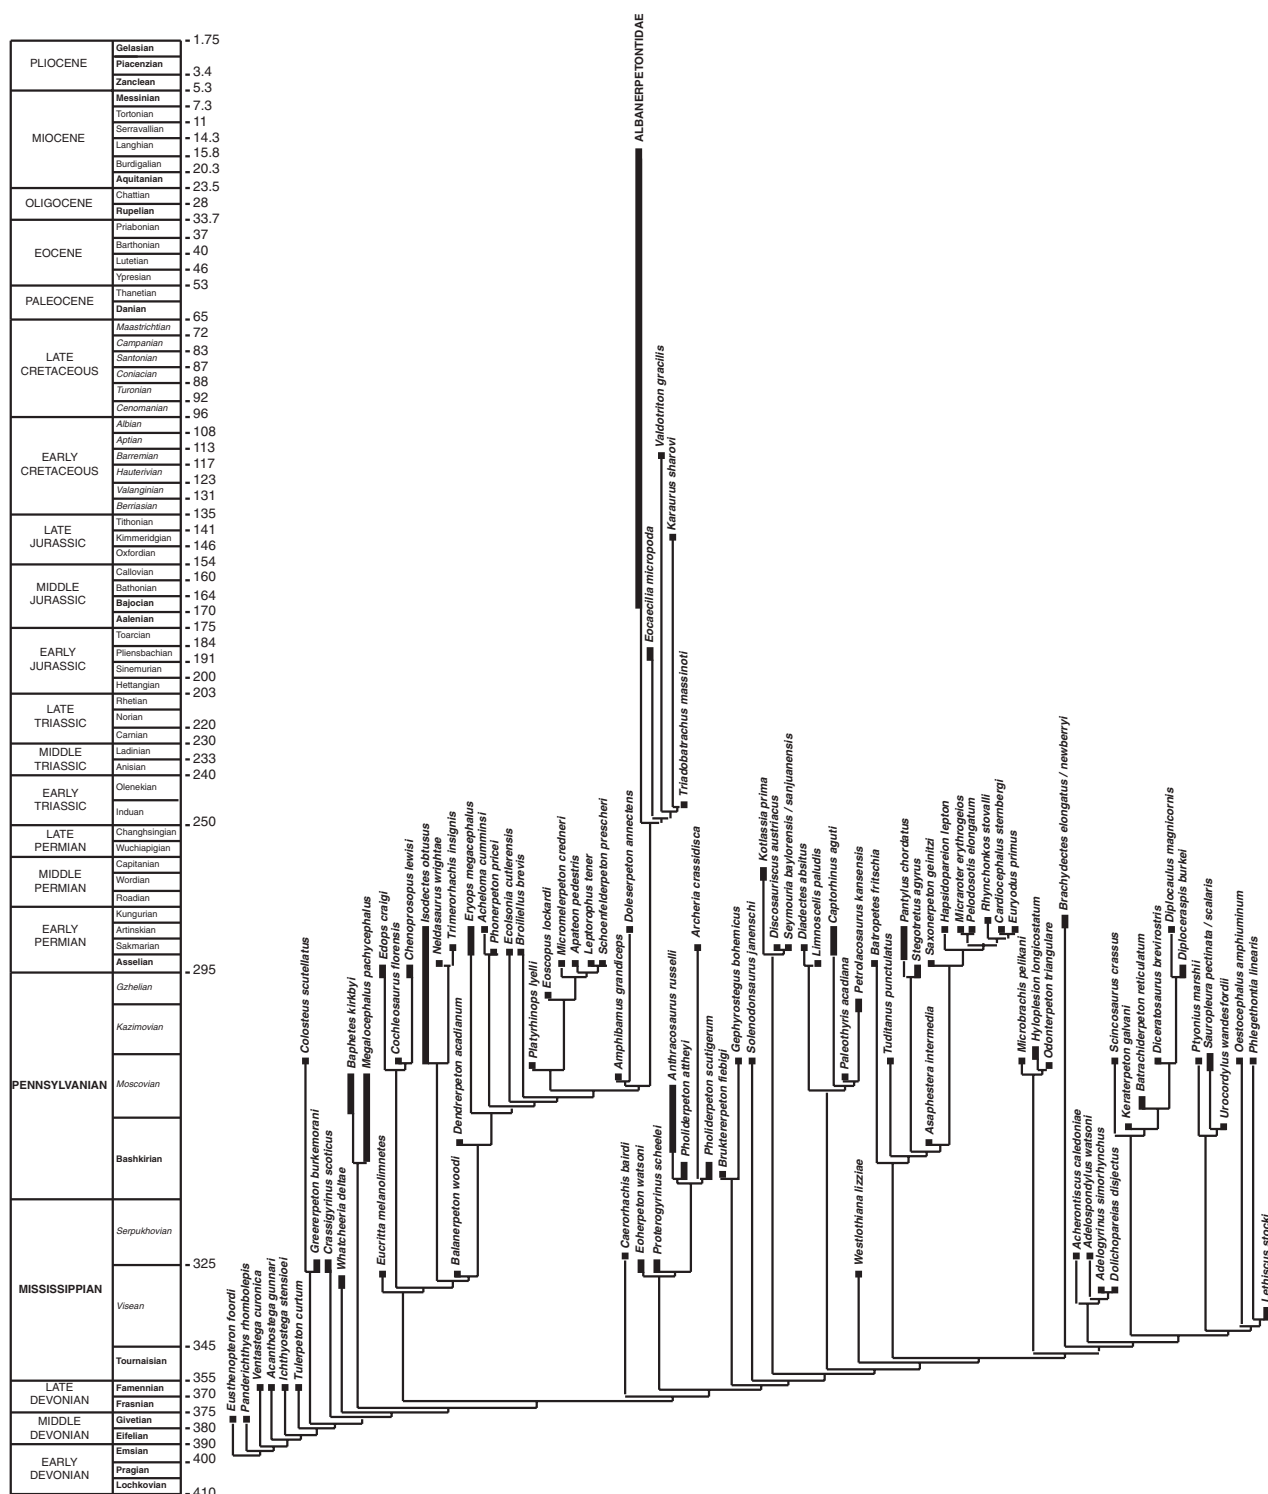 PLIOCENE
MIOCENE
OLIGOCENE
EOCENE
PALEOCENE
LATE
CRETACEOUS
EARLY
CRETACEOUS
LATE
JURASSIC
MIDDLE
JURASSIC
EARLY
JURASSIC
LATE
TRIASSIC
MIDDLE
TRIASSIC
EARLY
TRIASSIC
LATE
PERMIAN
MIDDLE
PERMIAN
EARLY
PERMIAN
PENNSYLVANIAN
MISSISSIPPIAN
LATE
DEVONIAN
MIDDLE
DEVONIAN
EARLY
DEVONIAN
Gelasian
Piacenzian
Zanclean
Messinian
Tortonian
Serravallian
Langhian
Burdigalian
Aquitanian
Chattian
Rupelian
Priabonian
Barthonian
Lutetian
Ypresian
Thanetian
Danian
Maastrichtian
Campanian
Santonian
Coniacian
Turonian
Cenomanian
Albian
Aptian
Barremian
Hauterivian
Valanginian
Berriasian
Tithonian
Kimmeridgian
Oxfordian
Callovian
Bathonian
Bajocian
Aalenian
Toarcian
Pliensbachian
Sinemurian
Hettangian
Rhetian
Norian
Carnian
Ladinian
Anisian
Olenekian
Induan
Changhsingian
Wuchiapigian
Capitanian
Wordian
Roadian
Kungurian
Artinskian
Sakmarian
Asselian
Gzhelian
Kazimovian
Moscovian
Bashkirian
Serpukhovian
Visean
Tournaisian
Famennian
Frasnian
Givetian
Eifelian
Emsian
Pragian
Lochkovian
1.75
3.4
5.3
7.3
11
14.3
15.8
20.3
23.5
28
33.7
37
40
46
53
65
72
83
87
88
92
96
108
113
117
123
131
135
141
146
154
160
164
170
175
184
191
200
203
220
230
233
240
250
295
325
345
355
370
375
380
390
400
410
Eusthenopteron foordi
Panderichthys rhombolepis
Ventastega curonica
Acanthostega gunnari
Ichthyostega stensioei
Tulerpeton curtum
Colosteus scutellatus
Greererpeton burkemorani
Crassigyrinus scoticus
Whatcheeria deltae
Baphetes kirkbyi
Megalocephalus pachycephalus
Eucritta melanolimnetes
Edops craigi
Cochleosaurus florensis
Chenoprosopus lewisi
Isodectes obtusus
Neldasaurus wrightae
Trimerorhachis insignis
Balanerpeton woodi
Dendrerpeton acadianum
Eryops megacephalus
Acheloma cumminsi
Phonerpeton pricei
Ecolsonia cutlerensis
Broiliellus brevis
Platyrhinops lyelli
Eoscopus lockardi
Micromelerpeton credneri
Apateon pedestris
Leptorophus tener
Schoenfelderpeton prescheri
Amphibamus grandiceps
Doleserpeton annectens
ALBANERPETONTIDAE
Eocaecilia micropoda
Valdotriton gracilis
Karaurus sharovi
Triadobatrachus massinoti
Caerorhachis bairdi
Eoherpeton watsoni
Proterogyrinus scheelei
Anthracosaurus russelli
Pholiderpeton attheyi
Archeria crassidisca
Pholiderpeton scutigerum
Bruktererpeton fiebigi
Gephyrostegus bohemicus
Solenodonsaurus janenschi
Kotlassia prima
Discosauriscus austriacus
Seymouria baylorensis / sanjuanensis
Diadectes absitus
Limnoscelis paludis
Captorhinus aguti
Paleothyris acadiana
Petrolacosaurus kansensis
Westlothiana lizziae
Batropetes fritschia
Tuditanus punctulatus
Pantylus chordatus
Stegotretus agyrus
Asaphestera intermedia
Saxonerpeton geinitzi
Hapsidopareion lepton
Micraroter erythrogeios
Pelodosotis elongatum
Rhynchonkos stovalli
Cardiocephalus sternbergi
Euryodus primus
Microbrachis pelikani
Hyloplesion longicostatum
Odonterpeton triangulare
Brachydectes elongatus / newberryi
Acherontiscus caledoniae
Adelospondylus watsoni
Adelogyrinus simorhynchus
Dolichopareias disjectus
Scincosaurus crassus
Keraterpeton galvani
Batrachiderpeton reticulatum
Diceratosaurus brevirostris
Diplocaulus magnicornis
Diploceraspis burkei
Ptyonius marshii
Sauropleura pectinata / scalaris
Urocordylus wandesfordii
Oestocephalus amphiuminum
Phlegethontia linearis
Lethiscus stocki